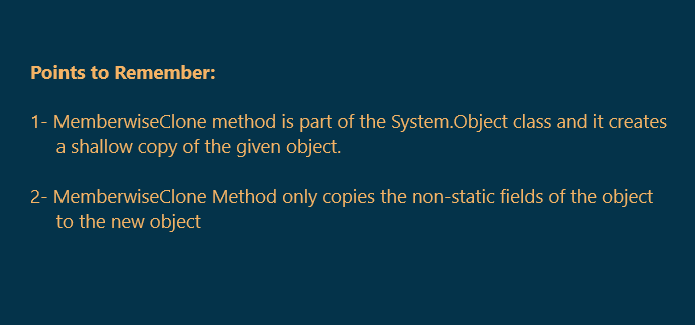 Points to Remember:
1- MemberwiseClone method is part of the System.Object class and it creates
a shallow copy of the given object.
2- MemberwiseClone Method only copies the non-static fields of the object
to the new object